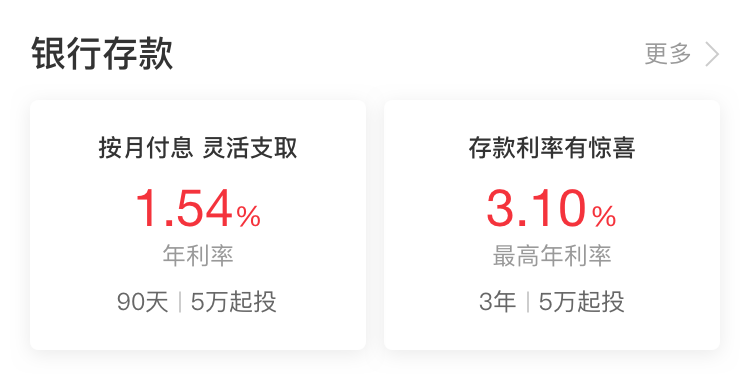 银行存款
更多
按月付息 灵活支取
1.54%
年利率
90天 | 5万起投
存款利率有惊喜
3.10%
最高年利率
3年 | 5万起投